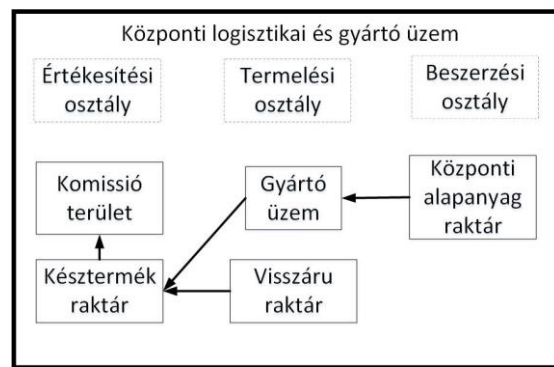 Központi logisztikai és gyártó üzem
Értékesítési
osztály
Termelési
osztály
Beszerzési
osztály
Komissió
terület
Gyártó
üzem
Központi
alapanyag
raktár
Késztermék
raktár
Visszáru
raktár